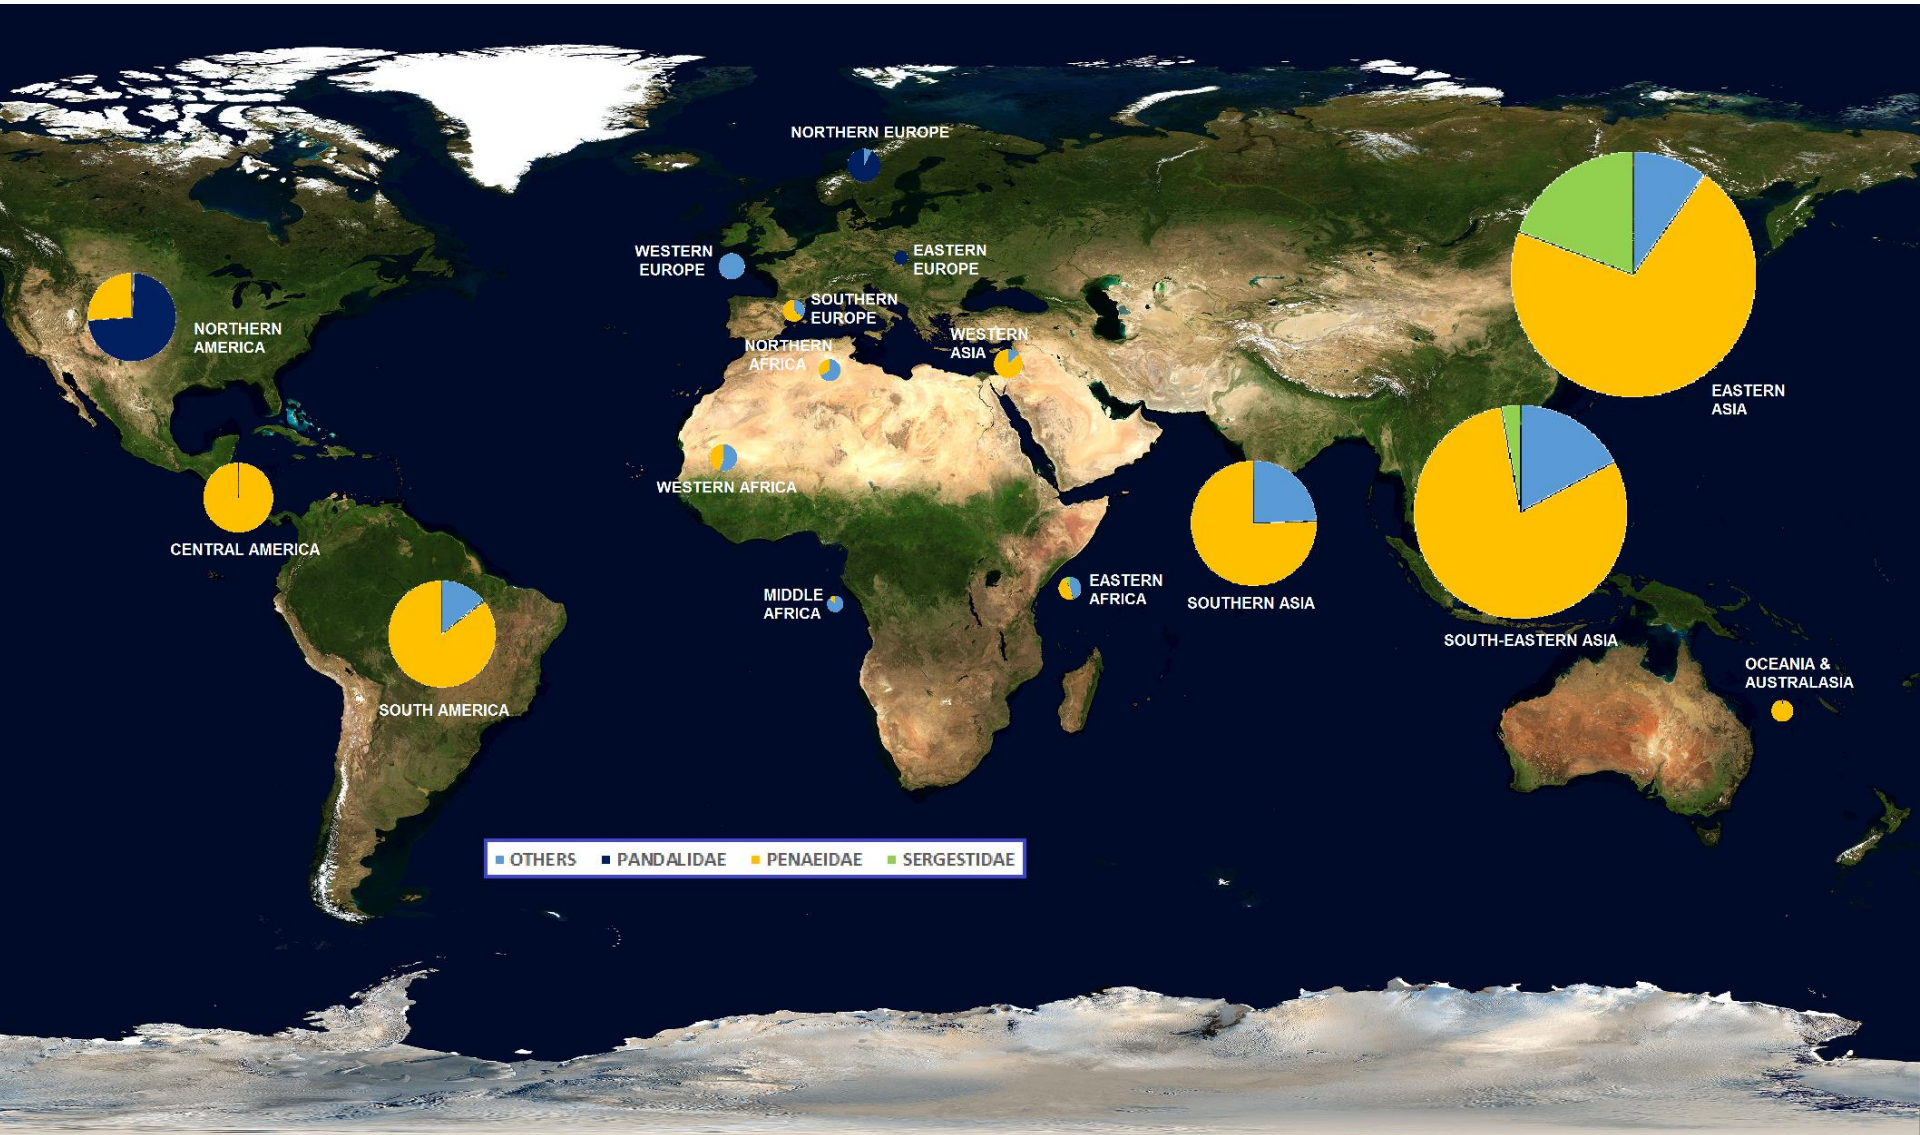 NORTHERN EUROPE
WESTERN
EUROPE
EASTERN
EUROPE
SOUTHERN
EUROPE
NORTHERN
AMERICA
NORTHERN
AFRICA
WESTERN
ASIA
EASTERN
ASIA
WESTERN AFRICA
CENTRAL AMERICA
MIDDLE
AFRICA
EASTERN
AFRICA
SOUTHERN ASIA
SOUTH-EASTERN ASIA
OCEANIA &
AUSTRALASIA
SOUTH AMERICA
OTHERS PANDALIDAE PENAEIDAE SERGESTIDAE